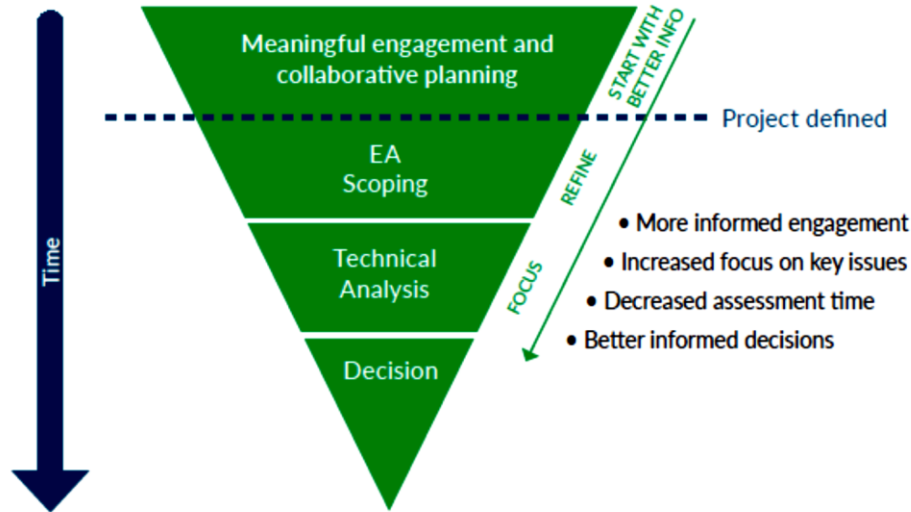 Time
Meaningful engagement and
collaborative planning
START WITH
BETTER INFO
Project defined
EA
Scoping
REFINE
• More informed engagement
• Increased focus on key issues
Technical
Analysis
FOCUS
• Decreased assessment time
• Better informed decisions
Decision